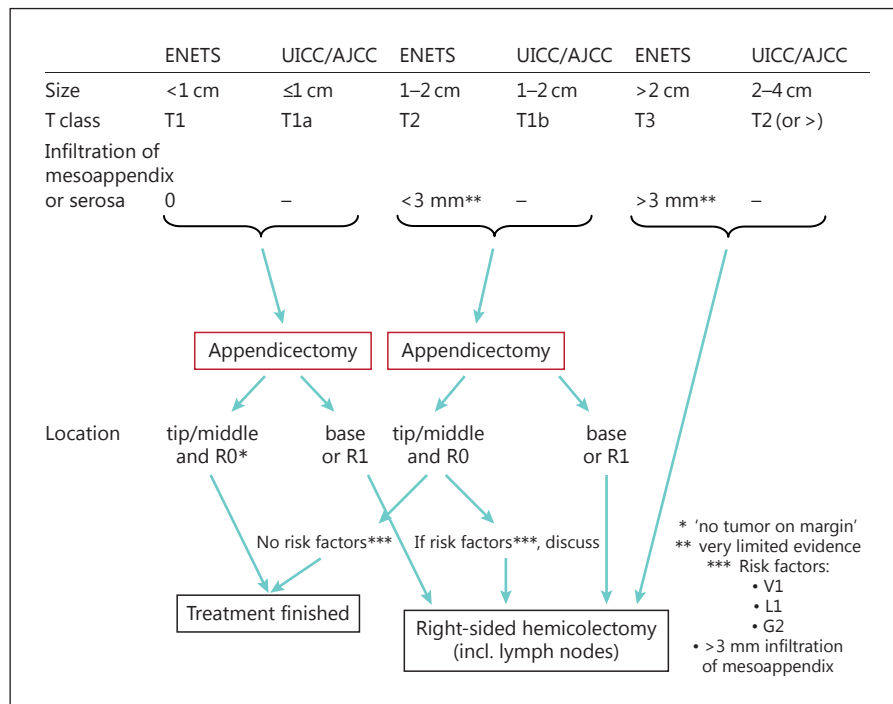 ENETS UICC/AJCC ENETS UICC/AJCC ENETS UICC/AJCC
Size <1 cm ≤1 cm 1–2 cm 1–2 cm >2 cm 2–4 cm
T class T1 T1a T2 T1b T3 T2 (or >)
Infiltration of
mesoappendix
or serosa 0 – <3 mm** – >3 mm** –
Appendicectomy Appendicectomy
Location tip/middle base tip/middle base
and R0* or R1 and R0 or R1
No risk factors*** If risk factors***, discuss
Treatment finished
Right-sided hemicolectomy
(incl. lymph nodes)
* 'no tumor on margin'
** very limited evidence
*** Risk factors:
• V1
• L1
• G2
• >3 mm infiltration
of mesoappendix